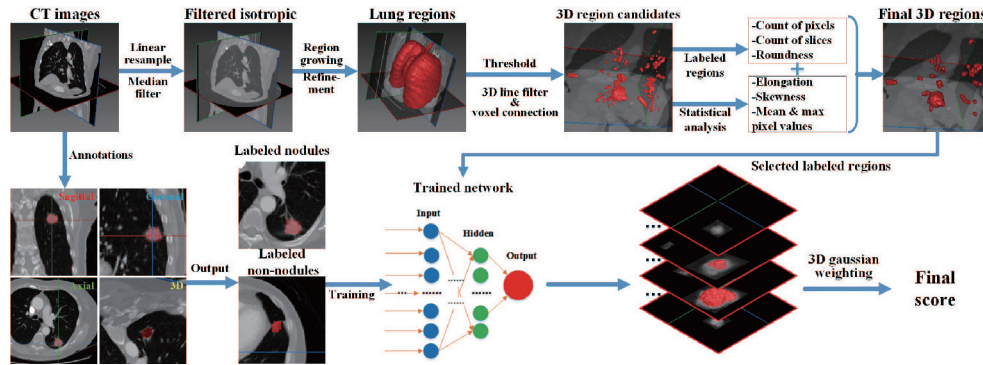 CT images
Linear
resample
Median
filter
Filtered isotropic
Region
growing
Refine-
ment
Lung regions
Threshold
3D line filter
&
voxel connection
3D region candidates
Labeled
regions
Statistical
analysis
-Count of pixels
-Count of slices
-Roundness
+
-Elongation
-Skewness
-Mean & max
pixel values
Final 3D regions
Annotations
Sagittal
Coronal
Axial
3D
Output
Labeled nodules
Labeled
non-nodules
Training
Trained network
Input
Hidden
Output
...
......
......
......
......
Selected labeled regions
...
...
3D gaussian
weighting
Final
score